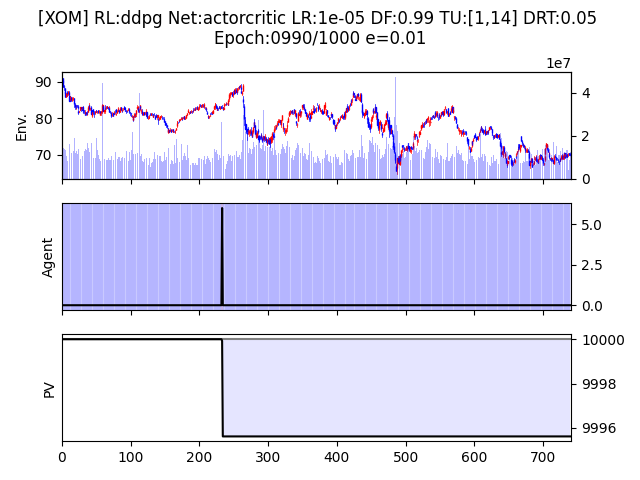 [XOM] RL:ddpg Net:actorcritic LR:1e-05 DF:0.99 TU:[1,14] DRT:0.05
Epoch:0990/1000 e=0.01
1e7
Env.
90
80
70
4
2
0
Agent
5.0
2.5
0.0
PV
10000
9998
9996
0 100 200 300 400 500 600 700